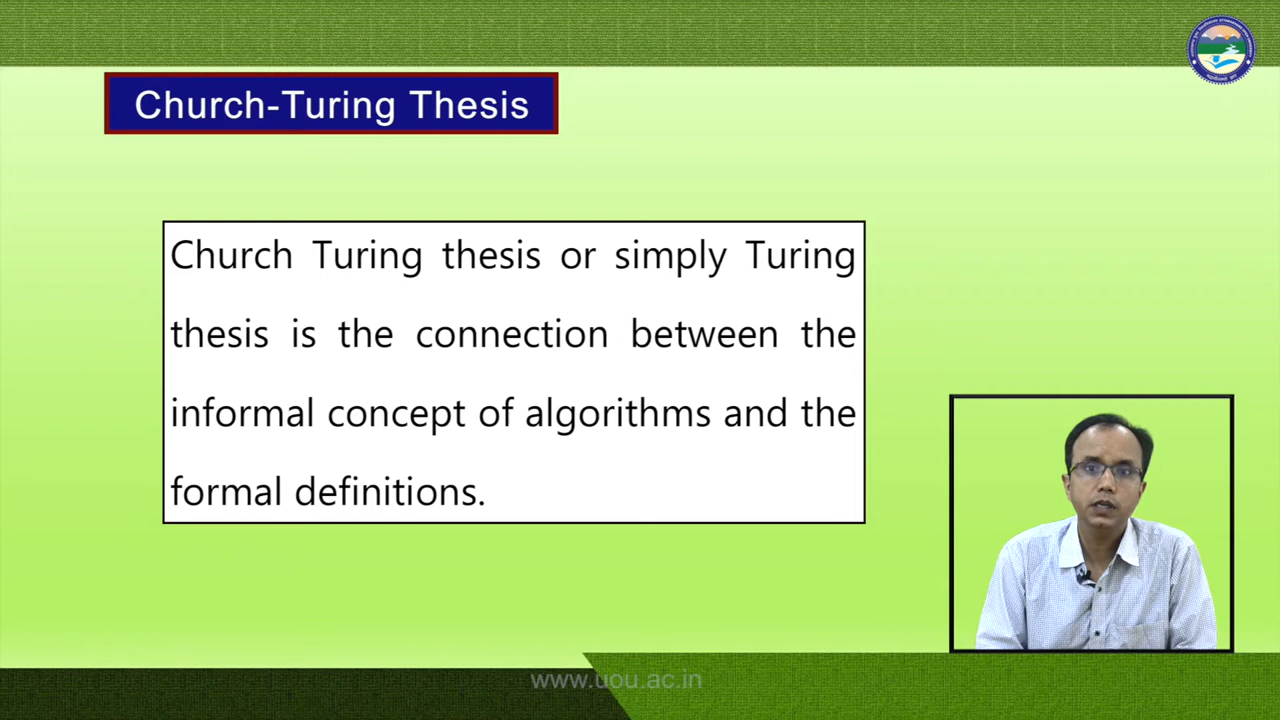 Church-Turing Thesis
Church Turing thesis or simply Turing
thesis is the connection between the
informal concept of algorithms and the
formal definitions.
www.uou.ac.in